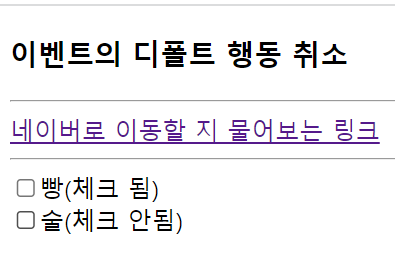 이벤트의 디폴트 행동 취소
네이버로 이동할 지 물어보는 링크
빵(체크 됨)
술(체크 안됨)